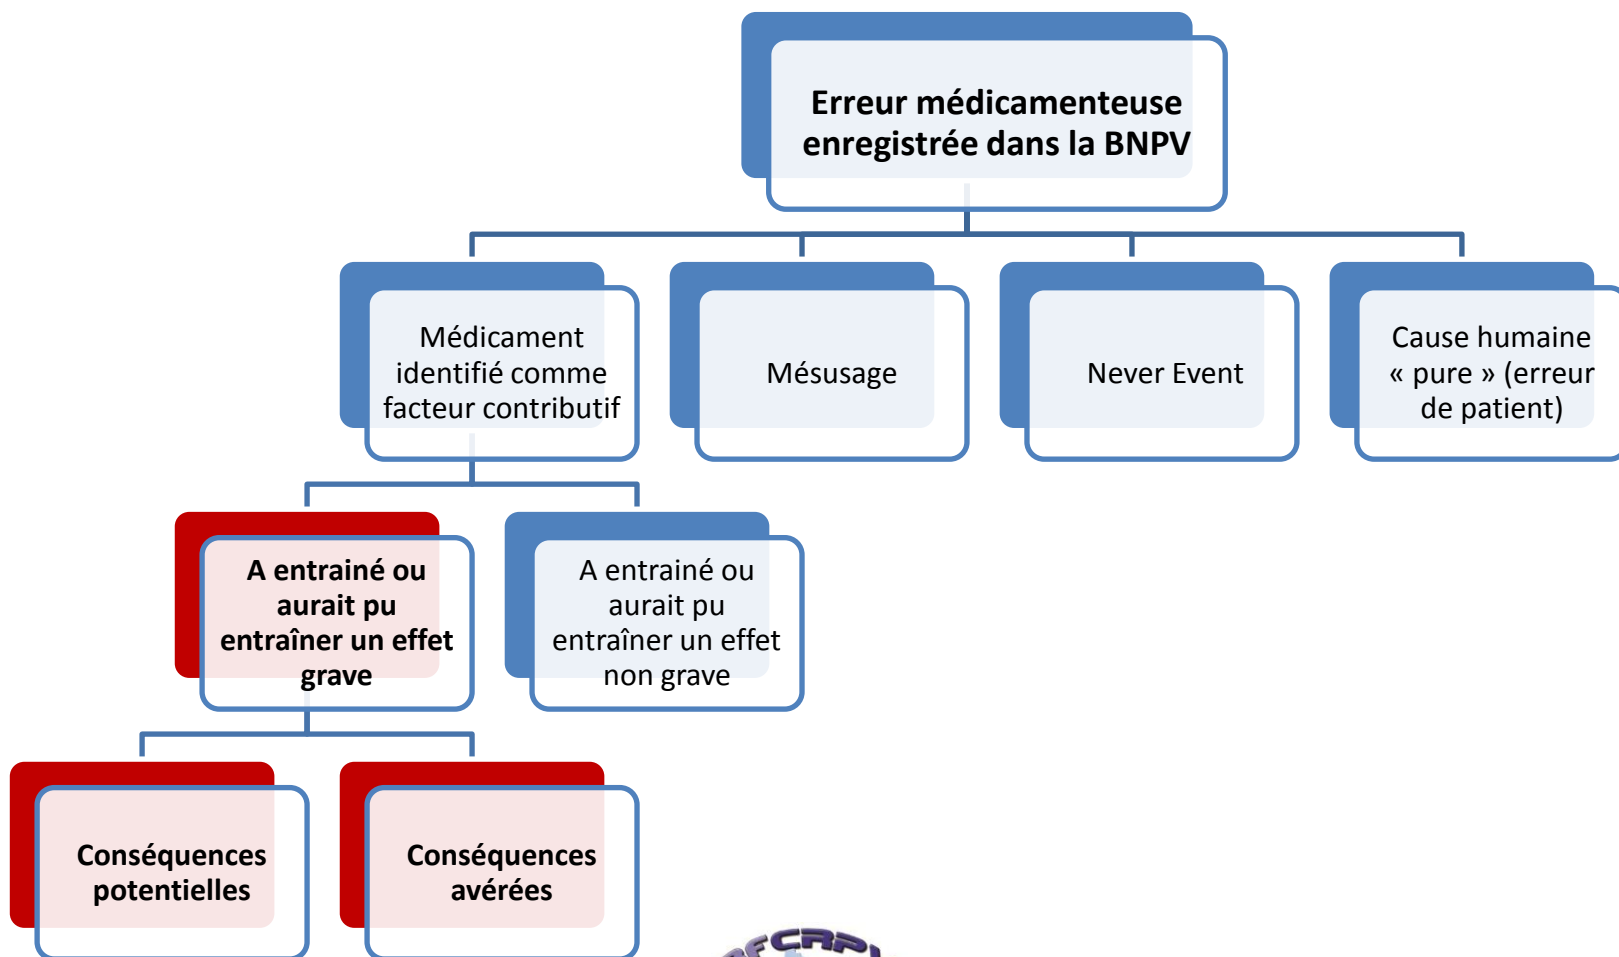 Erreur médicamenteuse
enregistrée dans la BNPV
Médicament
identifié comme
facteur contributif
Mésusage
Never Event
Cause humaine
« pure » (erreur
de patient)
A entrainé ou
aurait pu
entraîner un effet
grave
A entrainé ou
aurait pu
entraîner un effet
non grave
Conséquences
potentielles
Conséquences
avérées